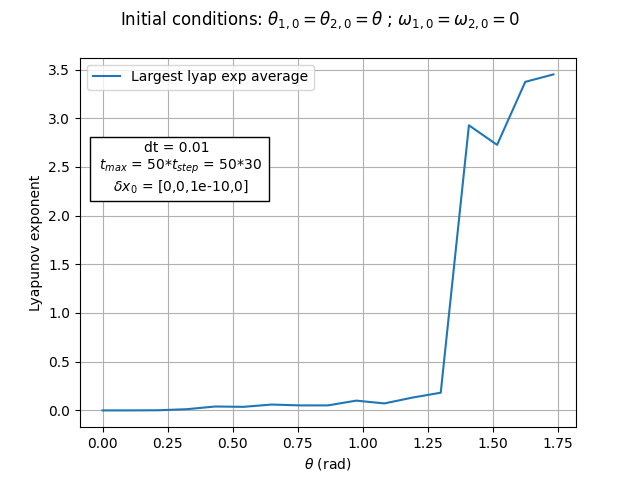 Initial conditions: θ₁,₀ = θ₂,₀ = θ ; ω₁,₀ = ω₂,₀ = 0
Largest lyap exp average
dt = 0.01
t_max = 50*t_step = 50*30
δx₀ = [0,0,1e-10,0]
Lyapunov exponent
3.5
3.0
2.5
2.0
1.5
1.0
0.5
0.0
0.00 0.25 0.50 0.75 1.00 1.25 1.50 1.75
θ (rad)